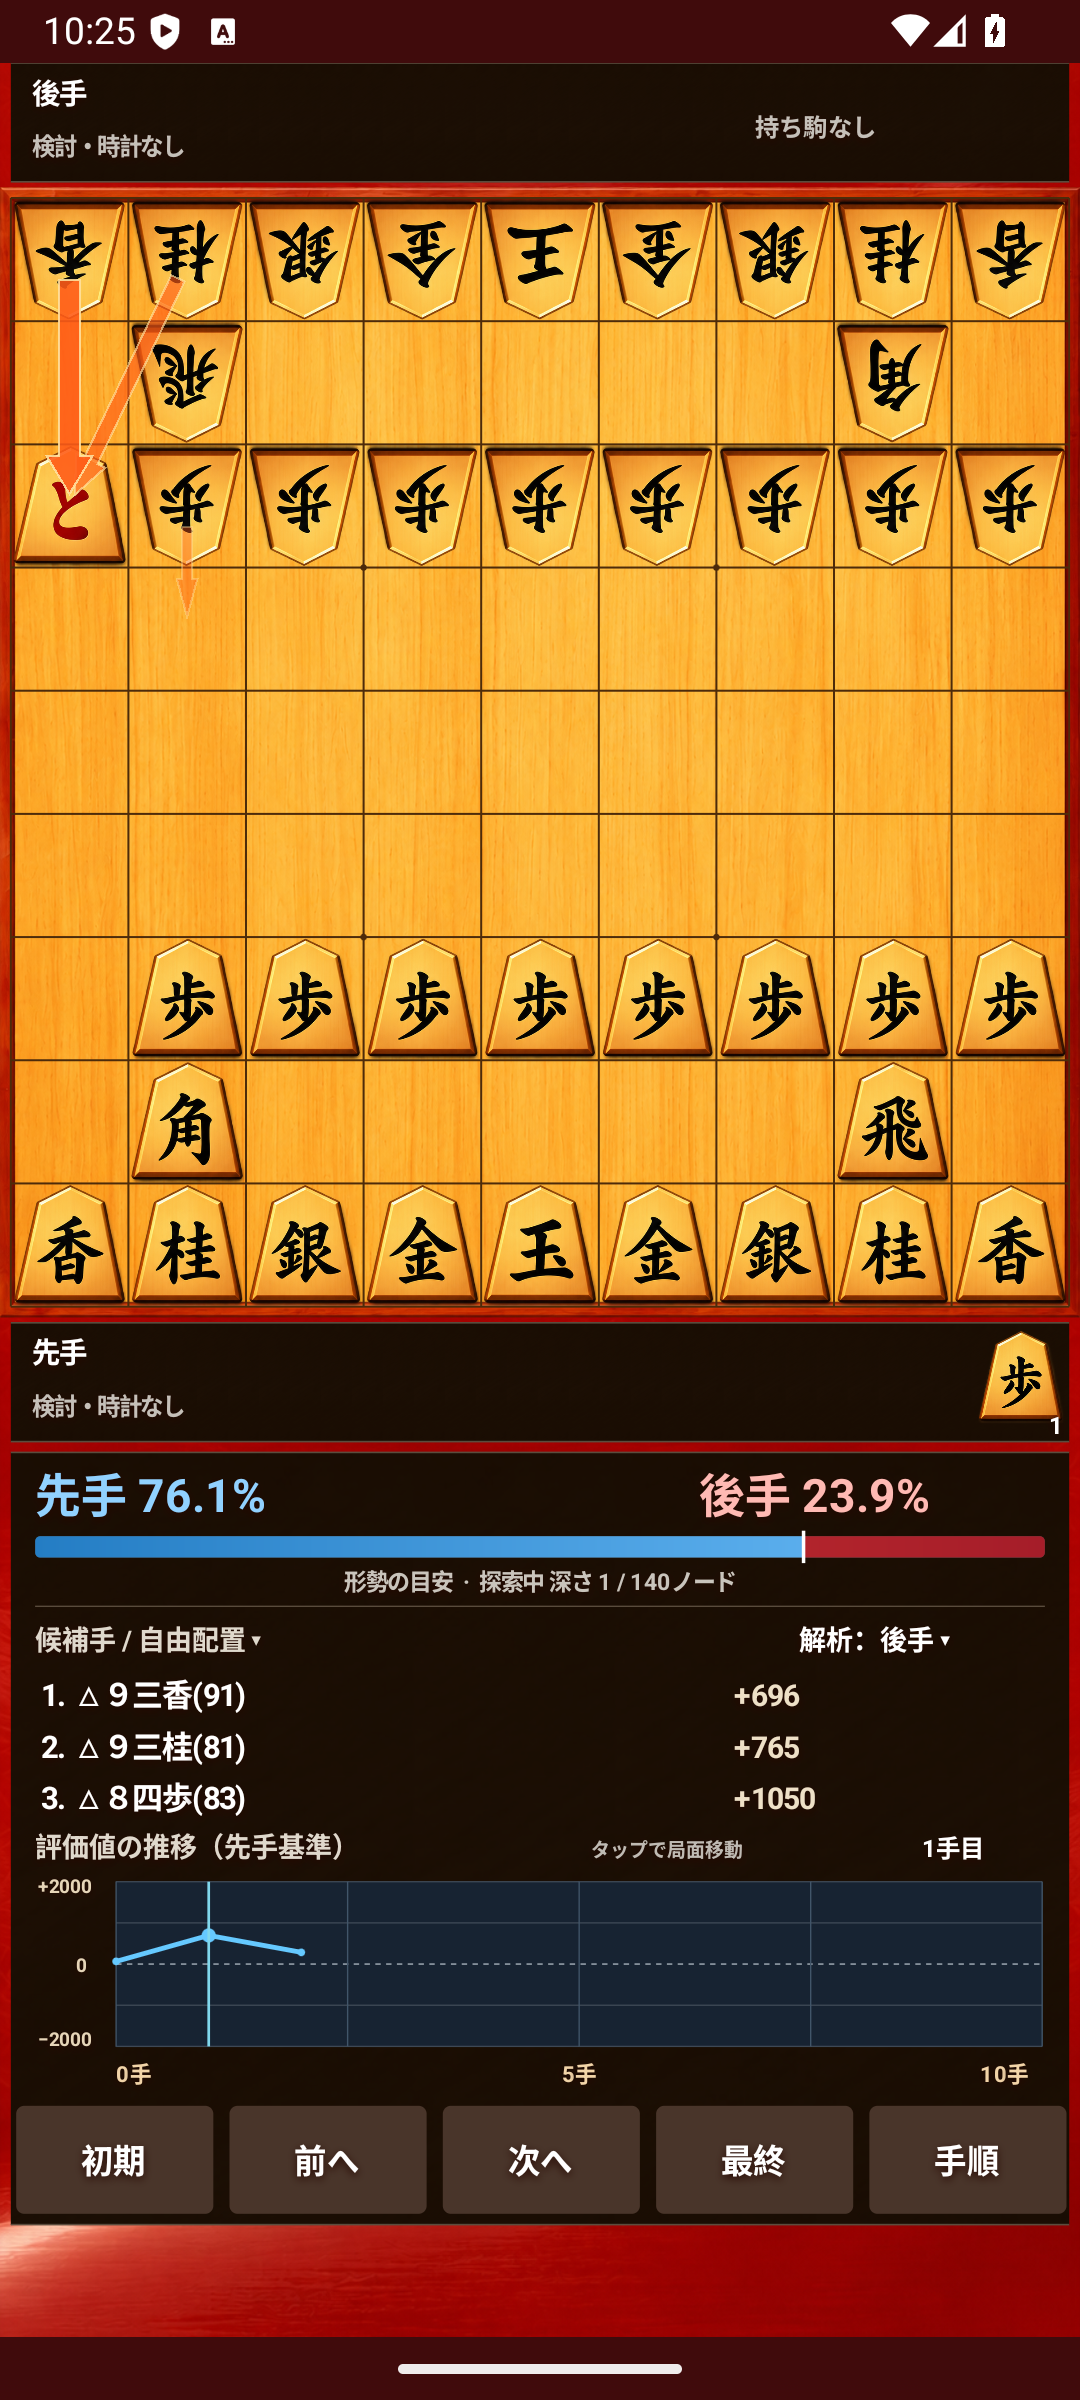 10:25
後手
検討・時計なし
持ち駒なし
香 桂 銀 金 王 金 銀 桂 香
飛 角
と 歩 歩 歩 歩 歩 歩 歩 歩
歩 歩 歩 歩 歩 歩 歩 歩
角 飛
香 桂 銀 金 玉 金 銀 桂 香
先手
検討・時計なし
歩
1
先手 76.1% 後手 23.9%
形勢の目安 · 探索中 深さ 1 / 140ノード
候補手 / 自由配置 ▾ 解析: 後手 ▾
1. △９三香(91) +696
2. △９三桂(81) +765
3. △８四歩(83) +1050
評価値の推移（先手基準） タップで局面移動 1手目
+2000
0
−2000
0手 5手 10手
初期 前へ 次へ 最終 手順